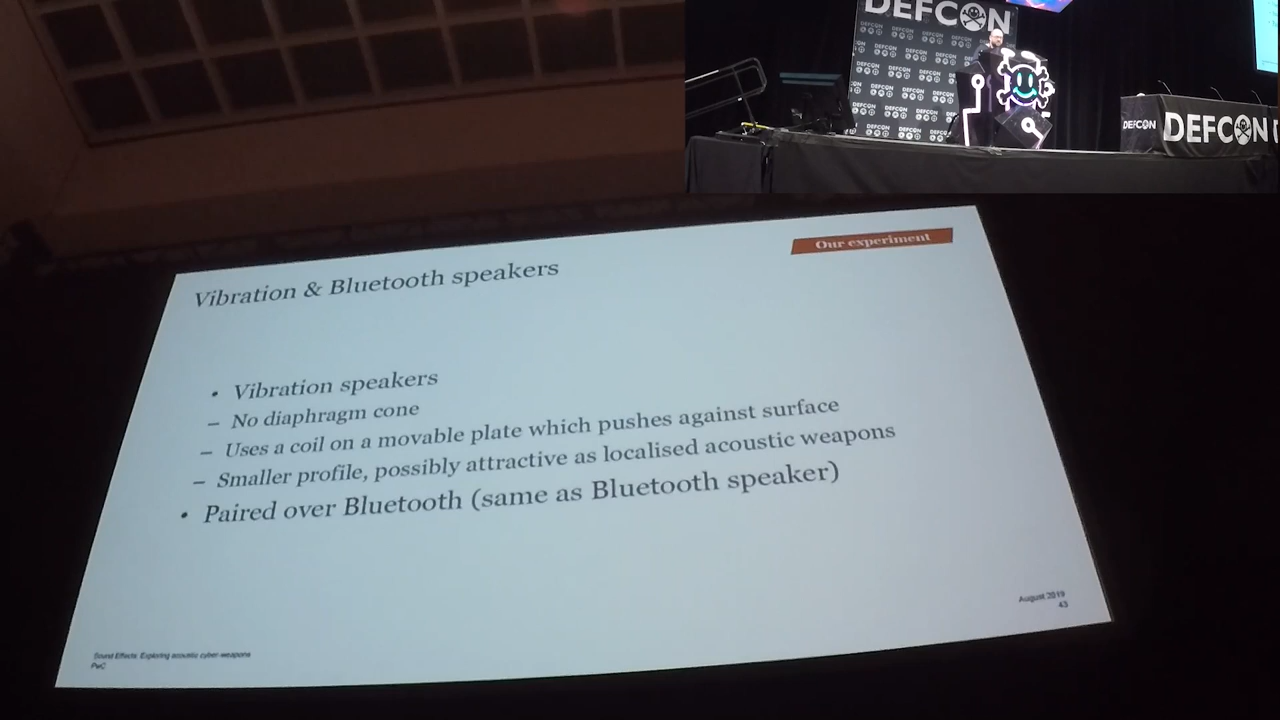 DEFCON
DEFCON
DEFCON
Our experiment
Vibration & Bluetooth speakers
• Vibration speakers
– No diaphragm cone
– Uses a coil on a movable plate which pushes against surface
– Smaller profile, possibly attractive as localised acoustic weapons
• Paired over Bluetooth (same as Bluetooth speaker)
August 2019
43
Sound Effects: Exploring acoustic cyber-weapons
PwC